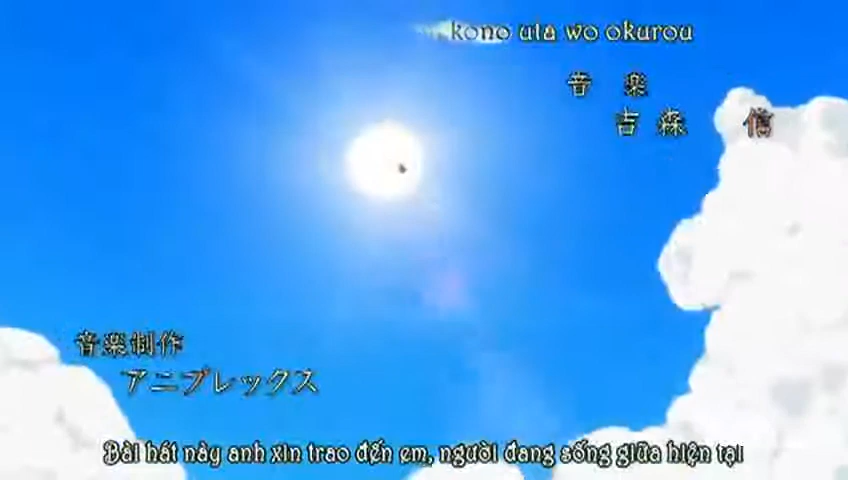 kono uta wo okurou
音 楽
吉 森 信
音楽制作
アニプレックス
Bài hát này anh xin trao đến em, người đang sống giữa hiện tại